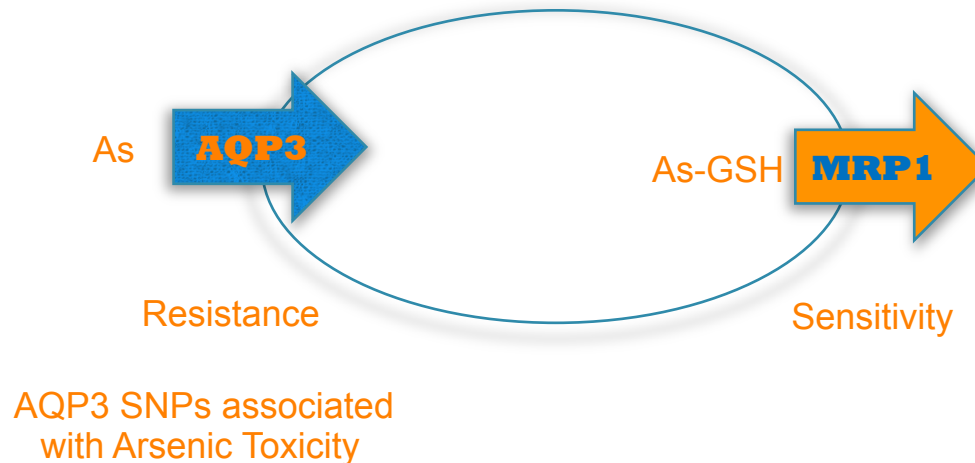 As
AQP3
As-GSH
MRP1
Resistance
Sensitivity
AQP3 SNPs associated
with Arsenic Toxicity